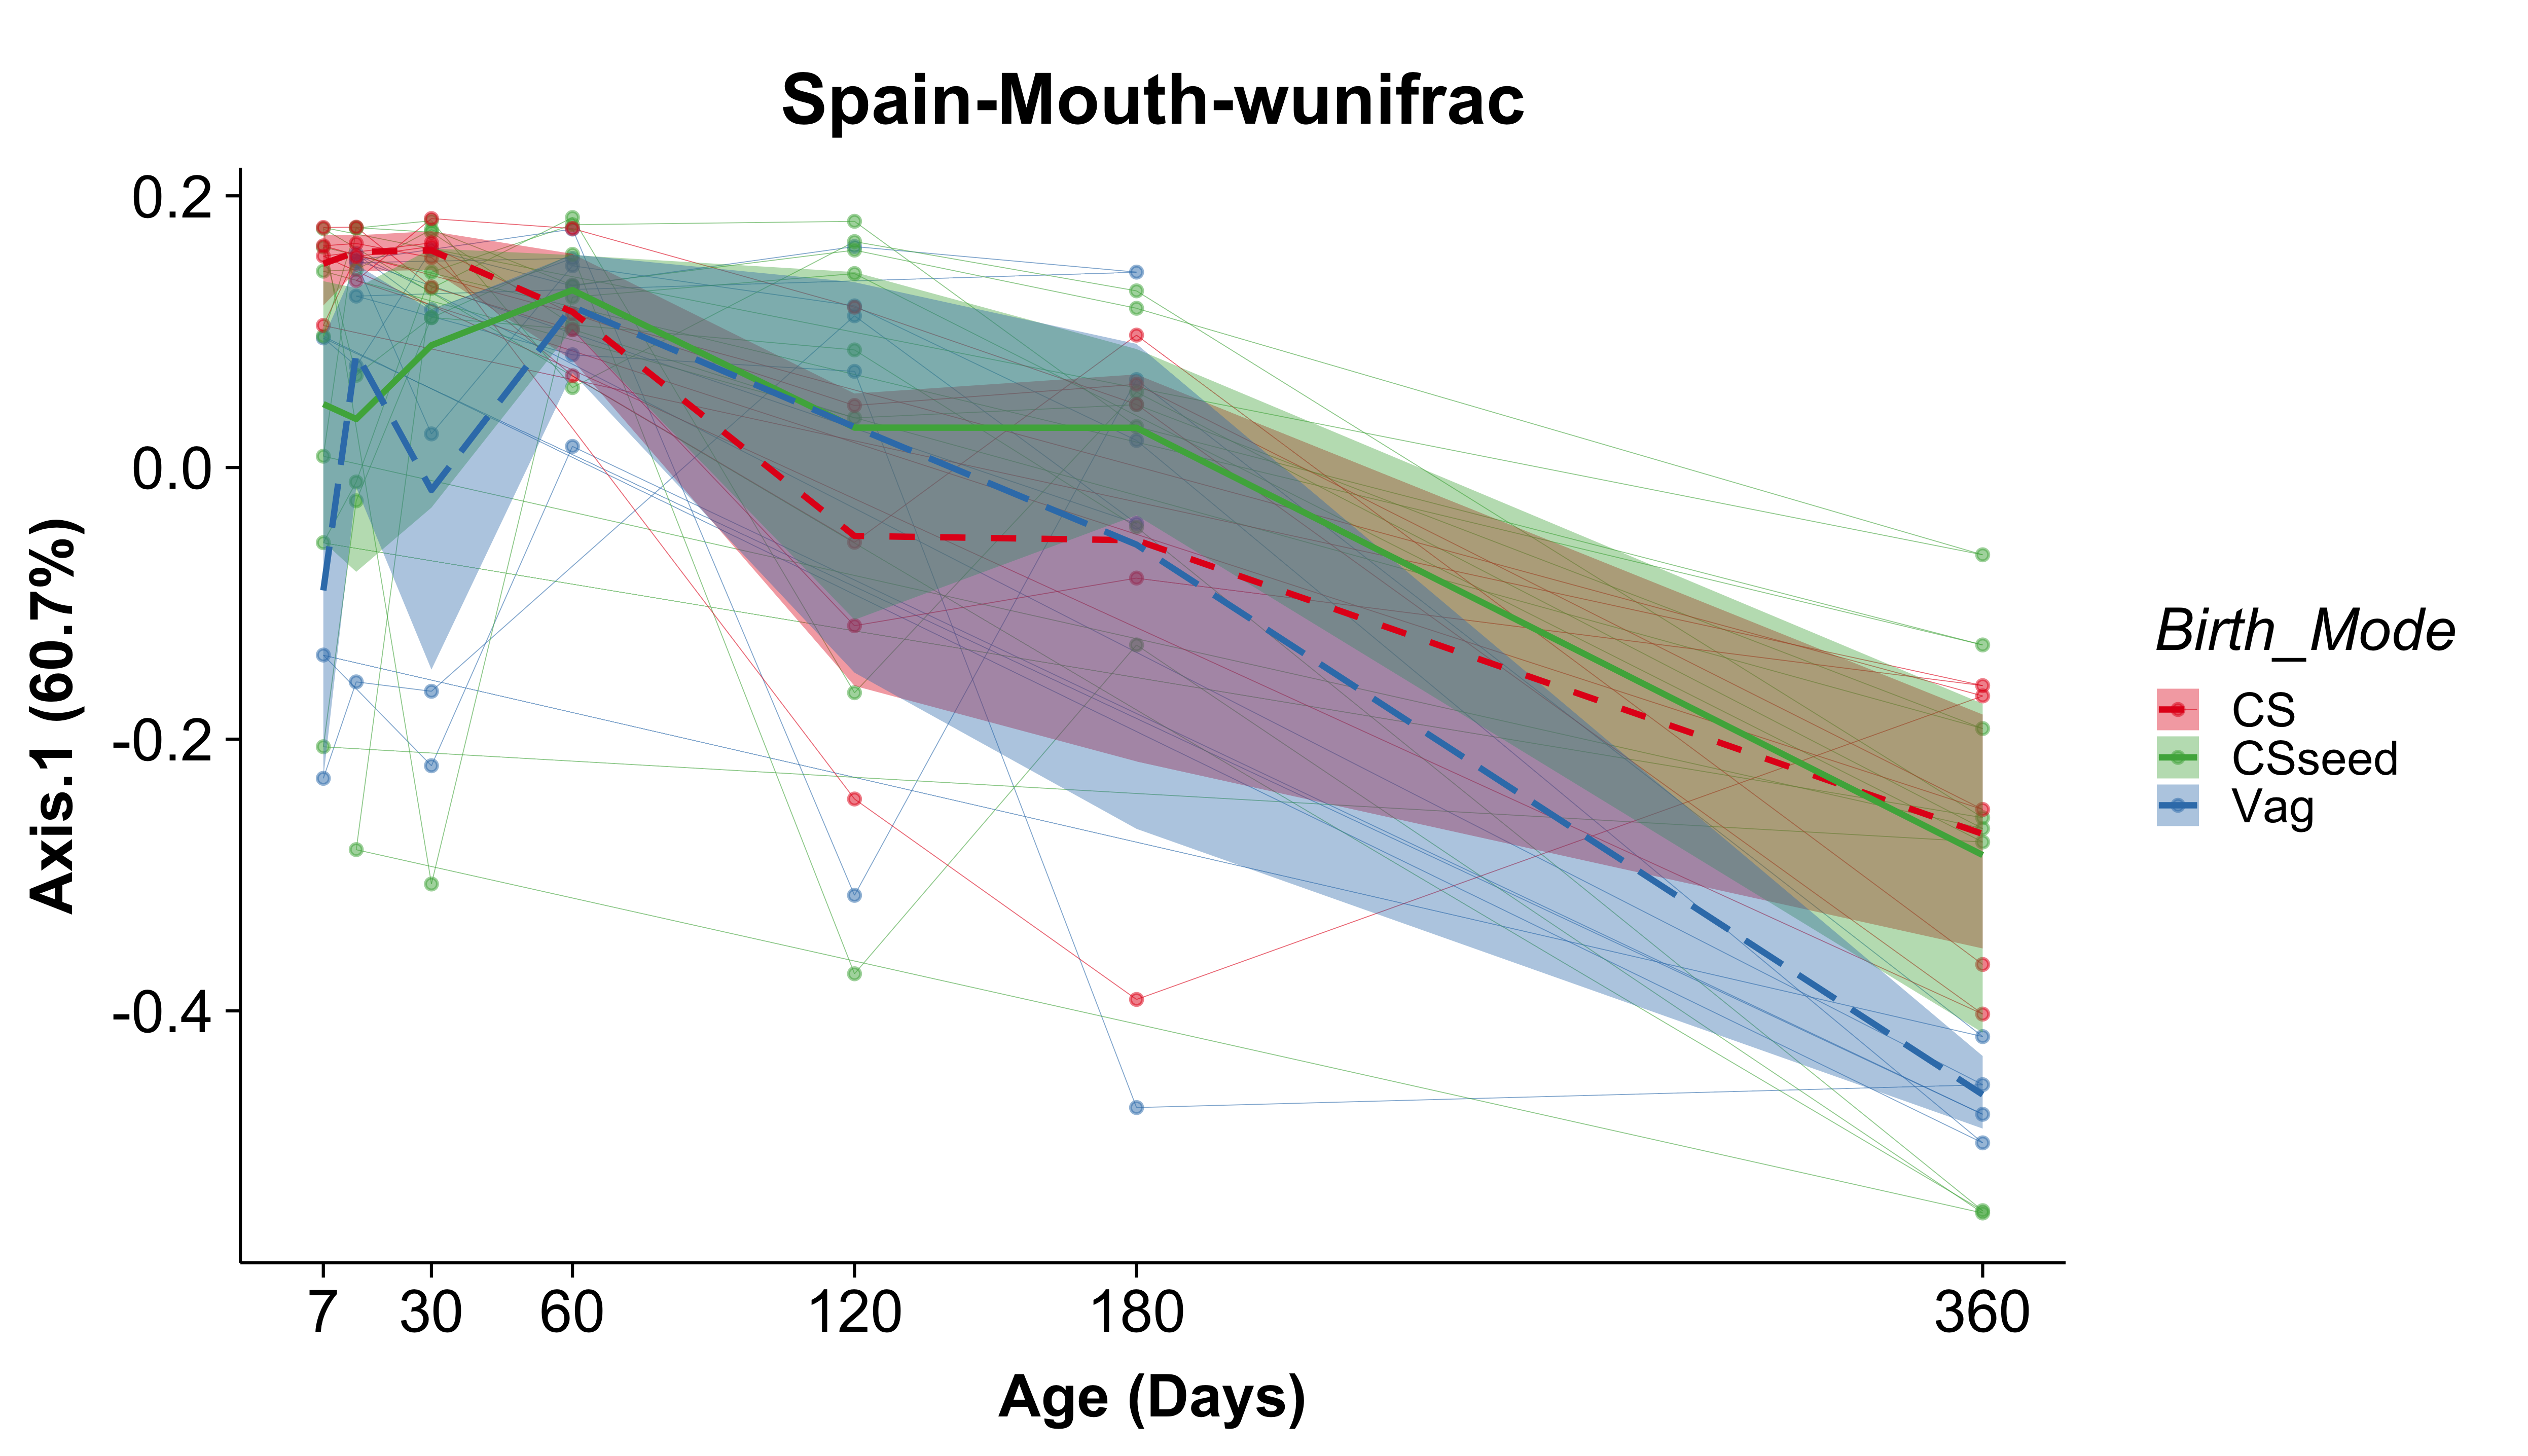 Spain-Mouth-wunifrac
Axis.1 (60.7%)
0.2
0.0
-0.2
-0.4
7 30 60 120 180 360
Age (Days)
Birth_Mode
CS
CSseed
Vag